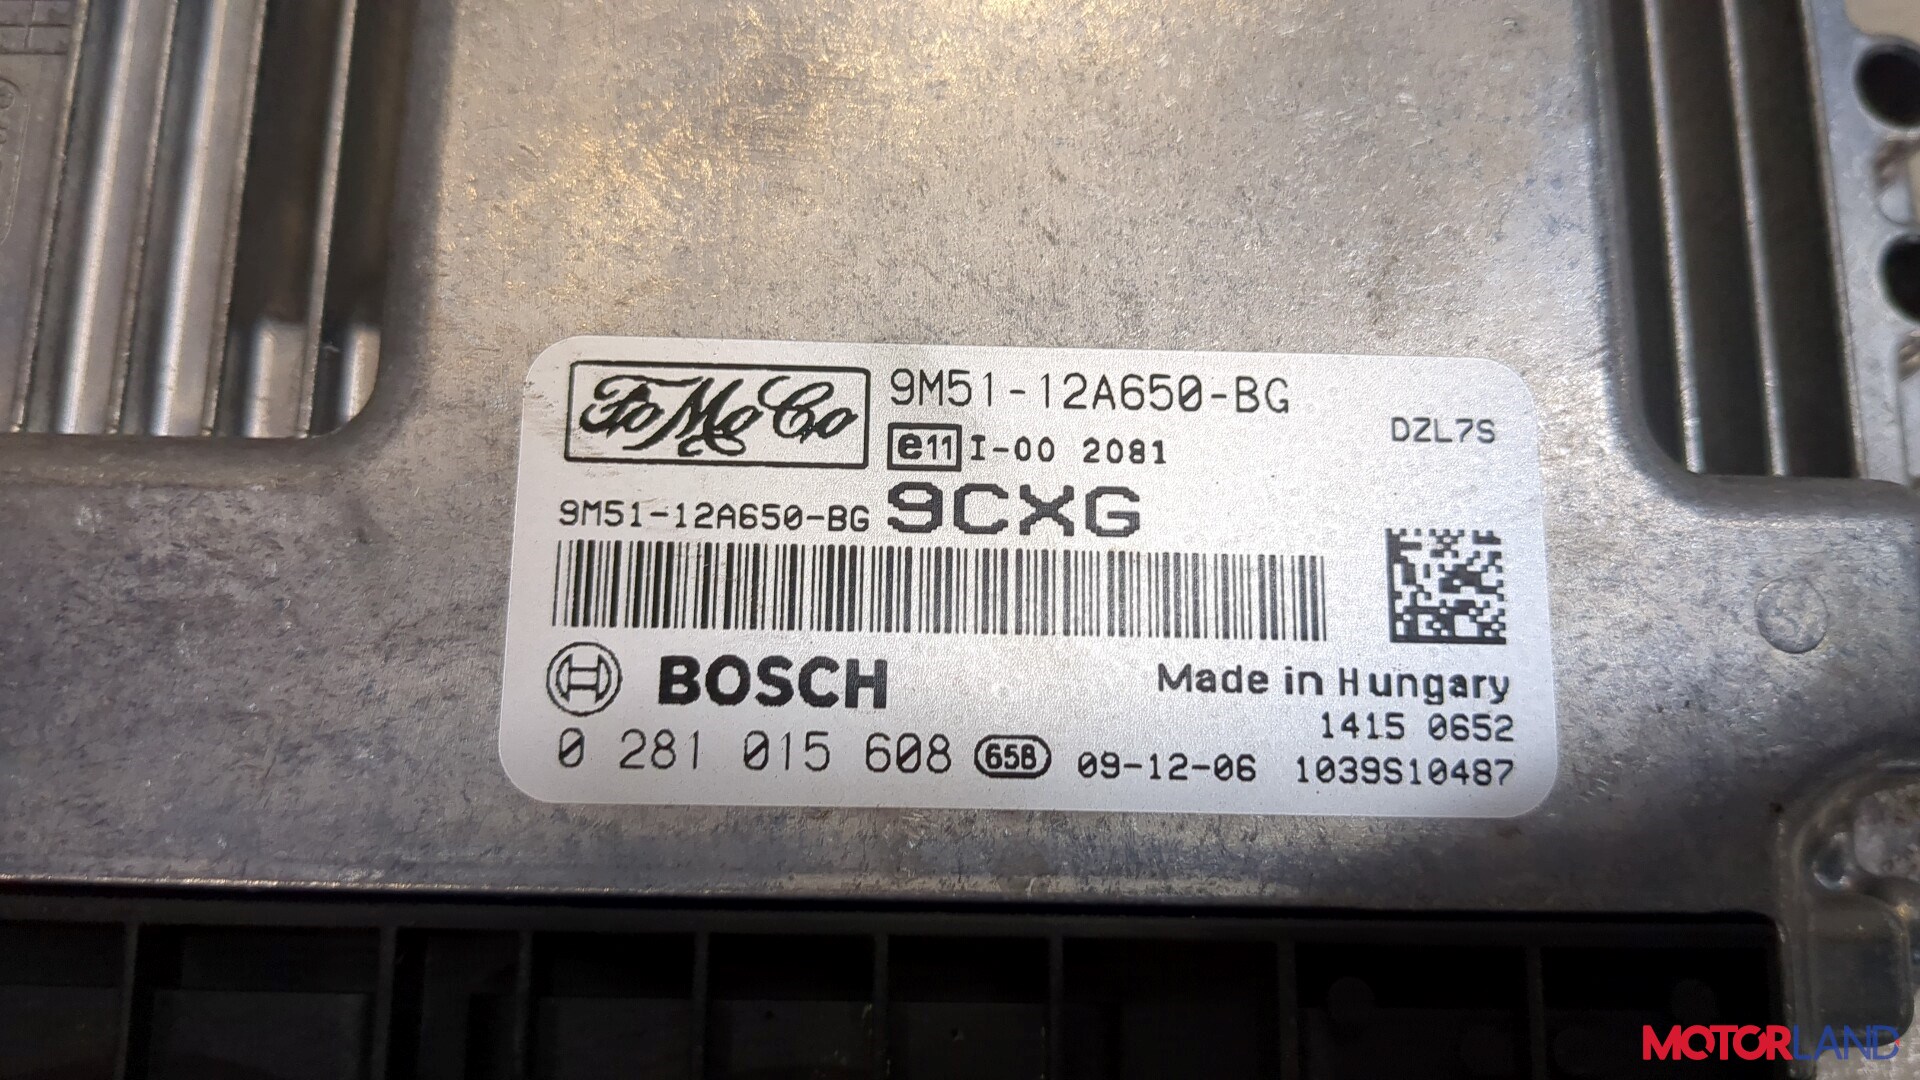 FoMoCo
9M51-12A650-BG
DZL7S
e11 I-00 2081
9M51-12A650-BG 9CXG
BOSCH
Made in Hungary
1415 0652
0 281 015 608 65B 09-12-06 1039S10487
MOTORLAND